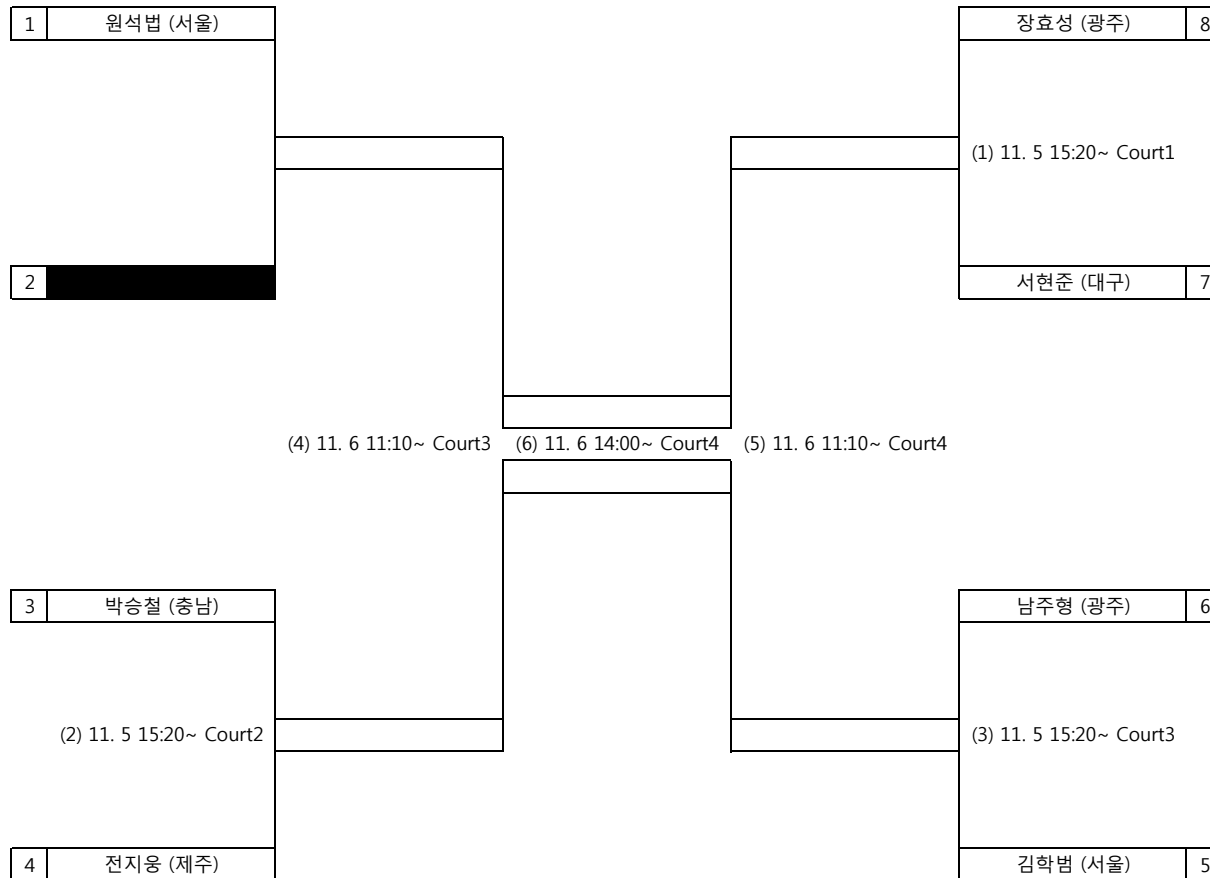 1 원석법 (서울)
장효성 (광주) 8
(1) 11. 5 15:20~ Court1
2
서현준 (대구) 7
(4) 11. 6 11:10~ Court3
(6) 11. 6 14:00~ Court4
(5) 11. 6 11:10~ Court4
3 박승철 (충남)
남주형 (광주) 6
(2) 11. 5 15:20~ Court2
(3) 11. 5 15:20~ Court3
4 전지웅 (제주)
김학범 (서울) 5